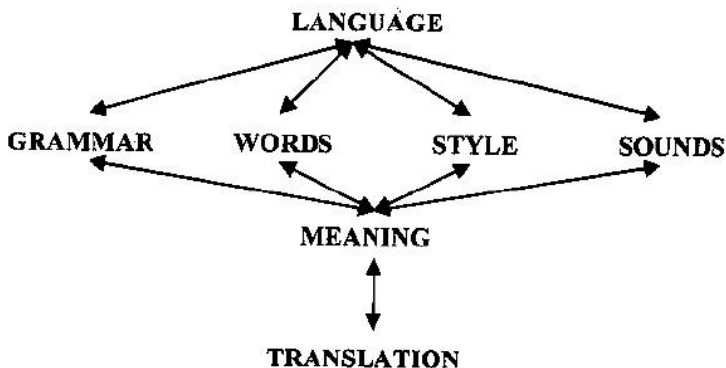 LANGUAGE
GRAMMAR WORDS STYLE SOUNDS
MEANING
TRANSLATION